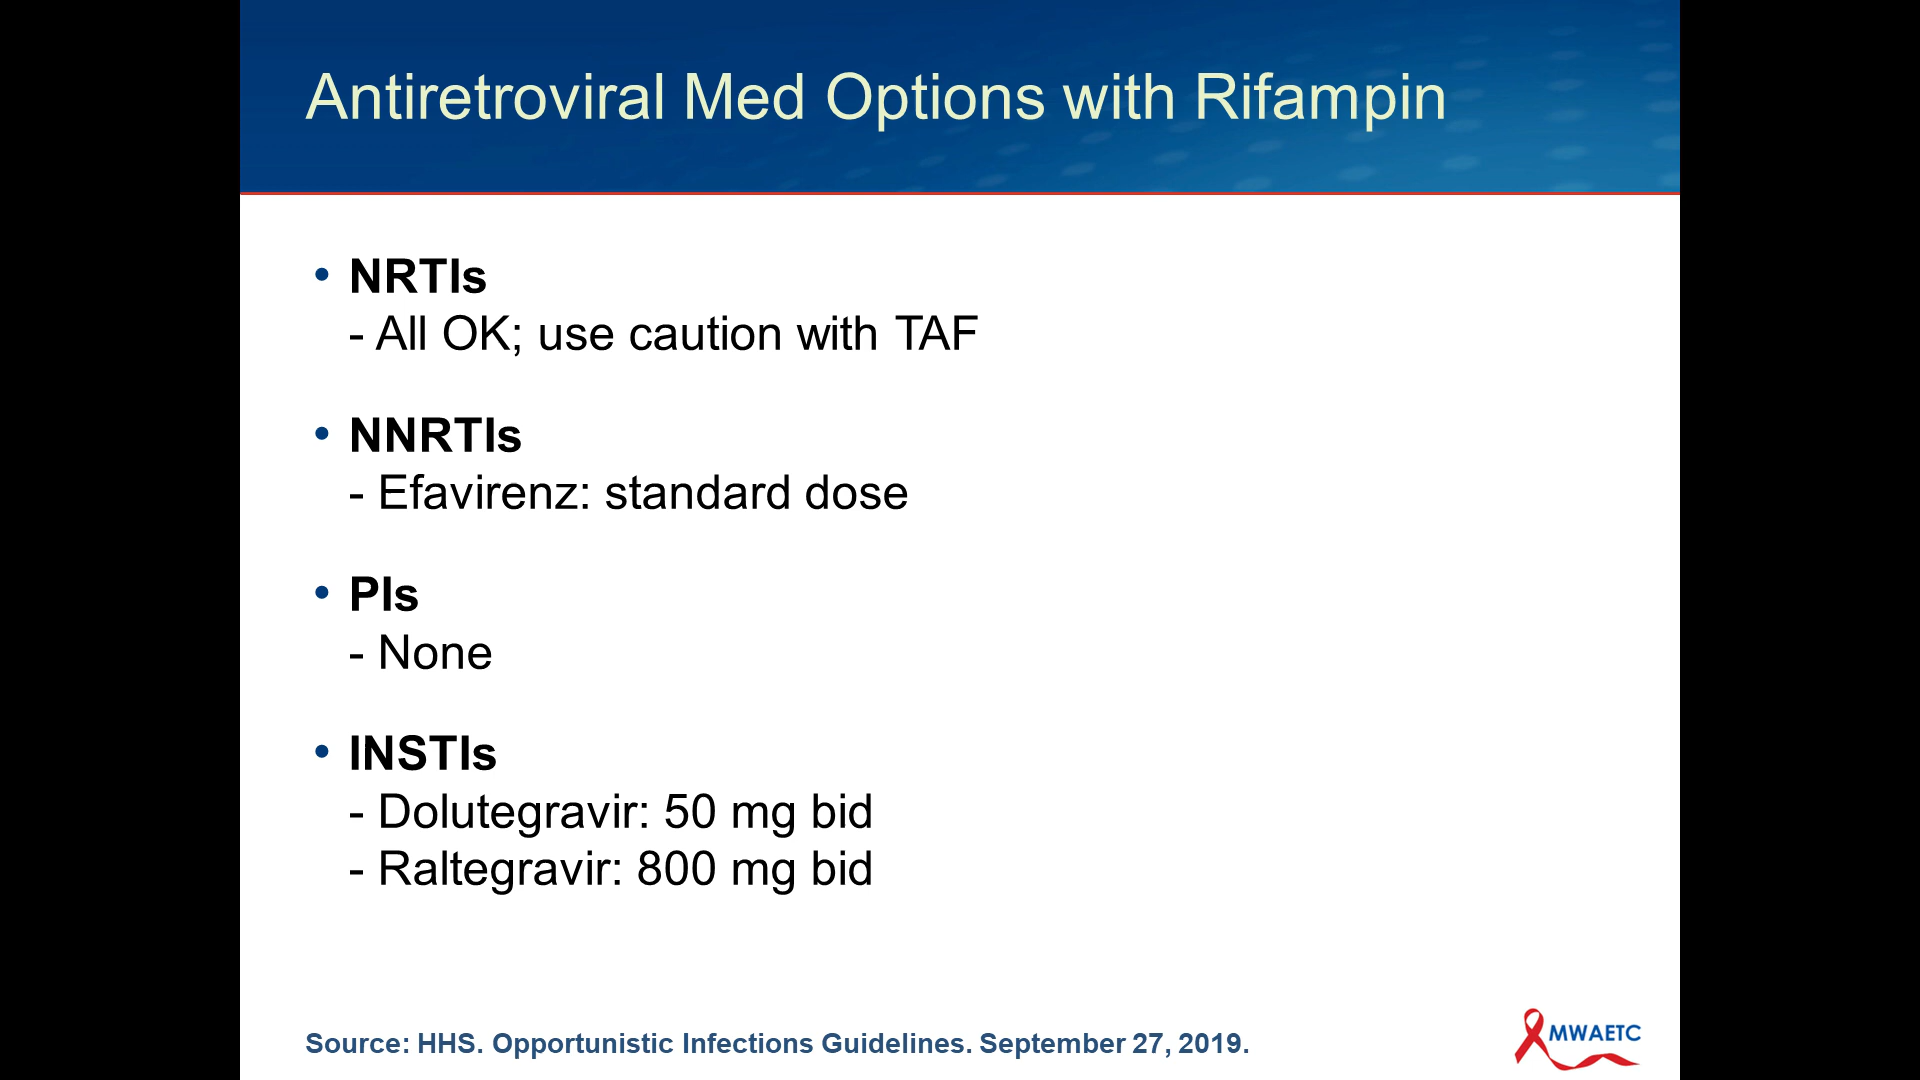 Antiretroviral Med Options with Rifampin
• NRTIs
- All OK; use caution with TAF
• NNRTIs
- Efavirenz: standard dose
• PIs
- None
• INSTIs
- Dolutegravir: 50 mg bid
- Raltegravir: 800 mg bid
Source: HHS. Opportunistic Infections Guidelines. September 27, 2019.
MWAETC